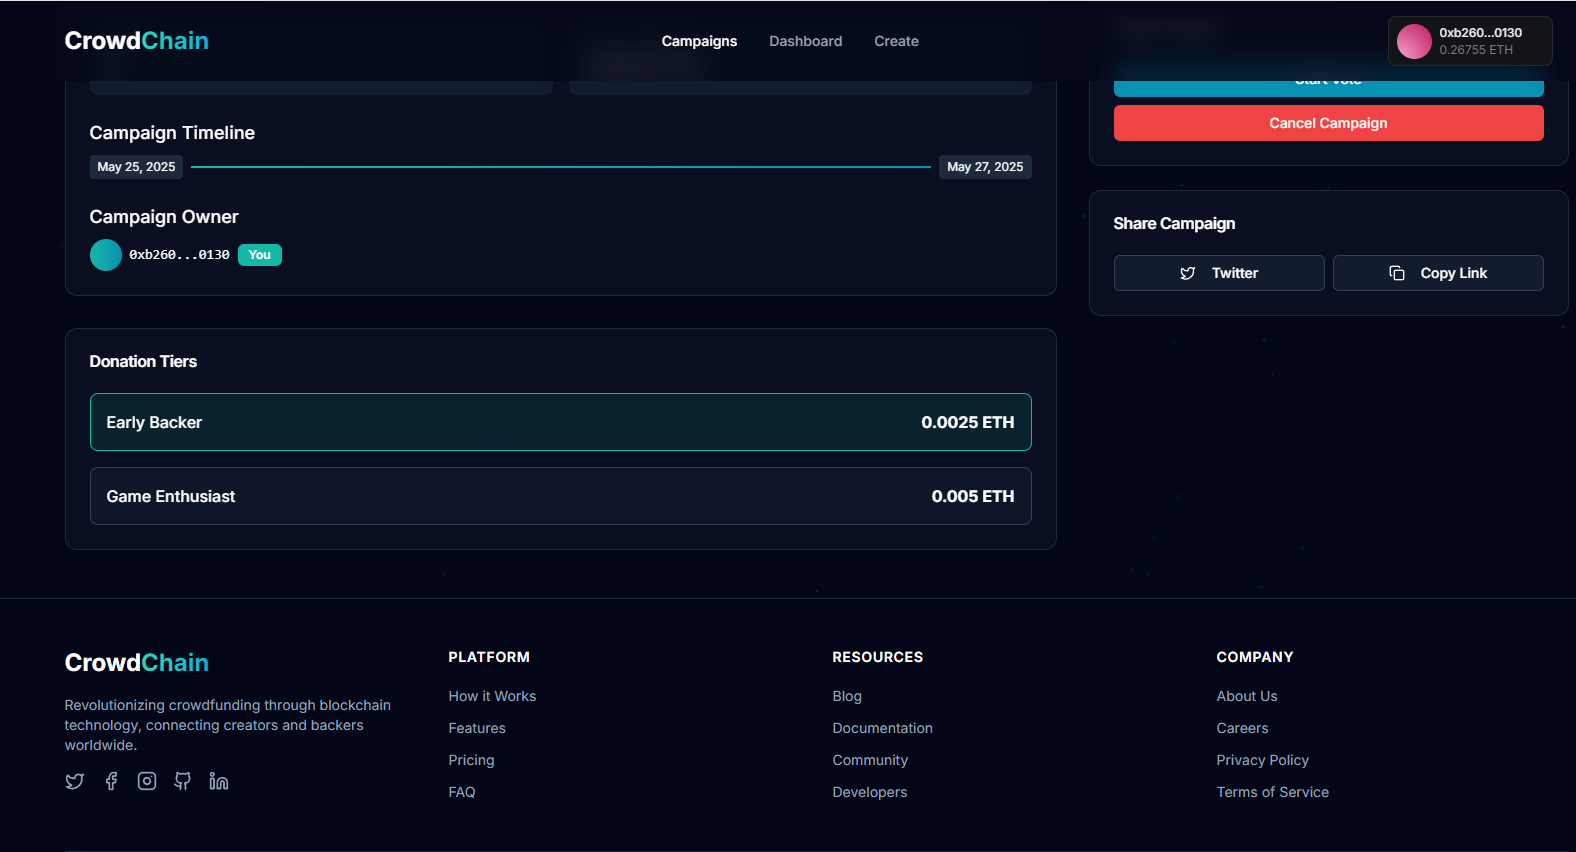 CrowdChain
Campaigns
Dashboard
Create
0xb260...0130
0.26755 ETH
Start Vote
Cancel Campaign
Campaign Timeline
May 25, 2025
May 27, 2025
Campaign Owner
0xb260...0130
You
Share Campaign
Twitter
Copy Link
Donation Tiers
Early Backer
0.0025 ETH
Game Enthusiast
0.005 ETH
CrowdChain
Revolutionizing crowdfunding through blockchain
technology, connecting creators and backers
worldwide.
PLATFORM
How it Works
Features
Pricing
FAQ
RESOURCES
Blog
Documentation
Community
Developers
COMPANY
About Us
Careers
Privacy Policy
Terms of Service